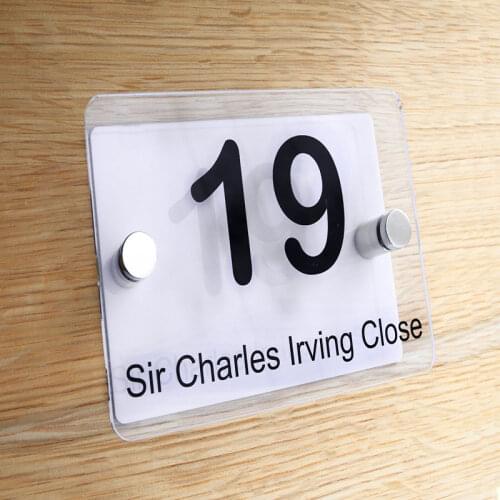 19
Sir Charles Irving Close